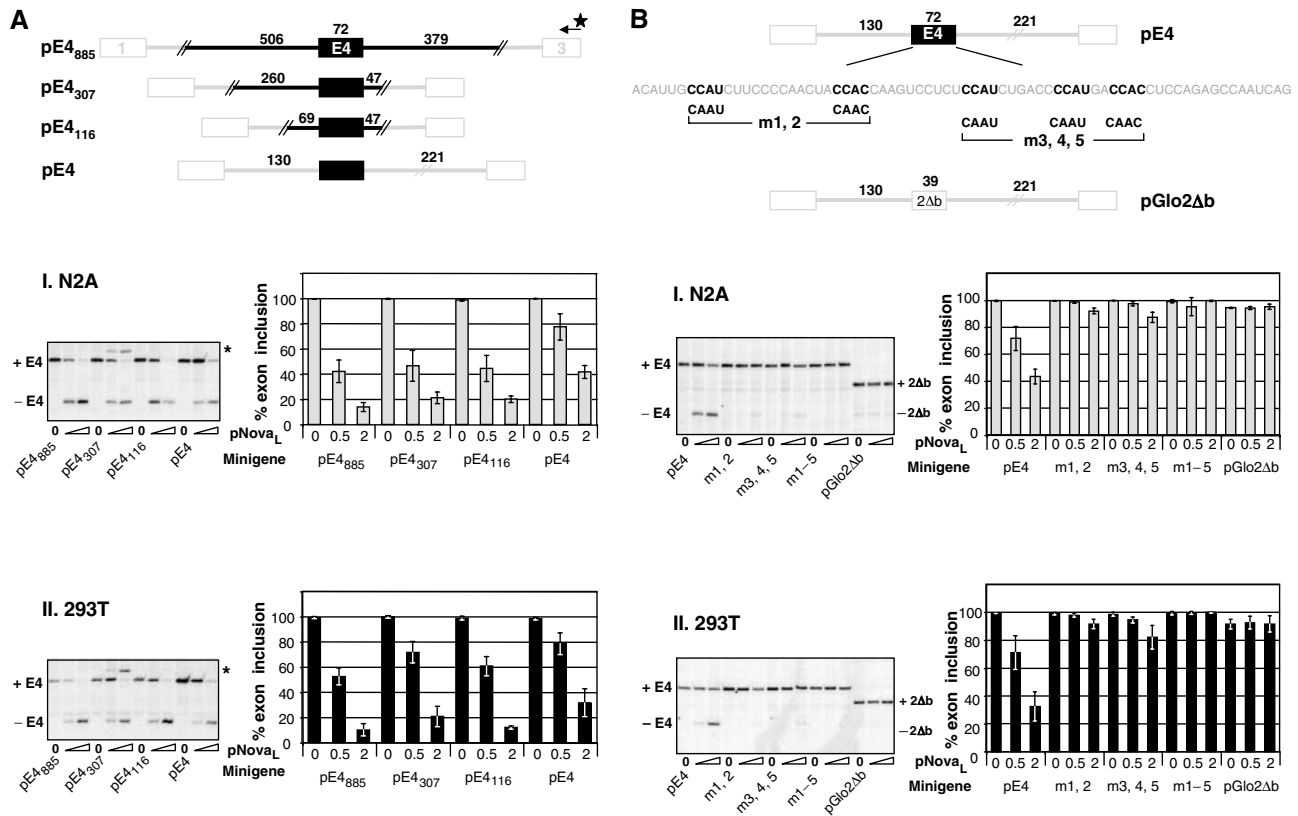 A
72
506
E4
379
pE4885
1
3
260
47
pE4307
69
47
pE4116
130
221
pE4
I. N2A
+ E4
*
– E4
0 0 0 0
pNovaL
pE4885 pE4307 pE4116 pE4
% exon inclusion
100
80
60
40
20
0
0 0.5 2 0 0.5 2 0 0.5 2 0 0.5 2
Minigene
pE4885 pE4307 pE4116 pE4
II. 293T
+ E4
*
– E4
0 0 0 0
pNovaL
pE4885 pE4307 pE4116 pE4
% exon inclusion
100
80
60
40
20
0
0 0.5 2 0 0.5 2 0 0.5 2 0 0.5 2
Minigene
pE4885 pE4307 pE4116 pE4
B
72
130
E4
221
pE4
ACAUUGCCAUCUUCCCCAACUACCACCAAGUCCUCUCCAUCUGACCCCAUGACCACCUCCAGAGCCAAUCAG
CAAU CAAC
m1, 2
CAAU CAAU CAAC
m3, 4, 5
130
39
2Δb
221
pGlo2Δb
I. N2A
+ E4
+ 2Δb
– E4
– 2Δb
0 0 0 0 0
pNovaL
pE4 m1, 2 m3, 4, 5 m1–5 pGlo2Δb
% exon inclusion
100
80
60
40
20
0
0 0.5 2 0 0.5 2 0 0.5 2 0 0.5 2 0 0.5 2
Minigene
pE4 m1, 2 m3, 4, 5 m1–5 pGlo2Δb
II. 293T
+ E4
+ 2Δb
– E4
– 2Δb
0 0 0 0 0
pNovaL
pE4 m1, 2 m3, 4, 5 m1–5 pGlo2Δb
% exon inclusion
100
80
60
40
20
0
0 0.5 2 0 0.5 2 0 0.5 2 0 0.5 2 0 0.5 2
Minigene
pE4 m1, 2 m3, 4, 5 m1–5 pGlo2Δb